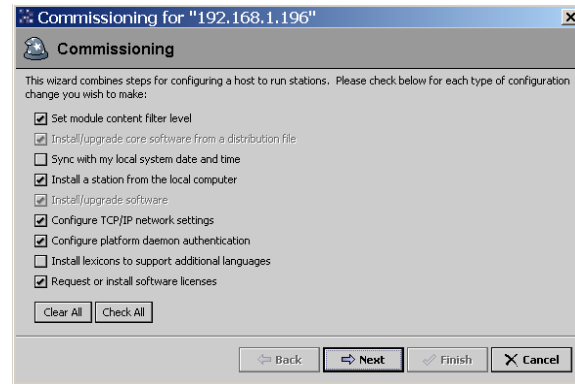 Commissioning for "192.168.1.196"
Commissioning
This wizard combines steps for configuring a host to run stations. Please check below for each type of configuration
change you wish to make:
Set module content filter level
Install/upgrade core software from a distribution file
Sync with my local system date and time
Install a station from the local computer
Install/upgrade software
Configure TCP/IP network settings
Configure platform daemon authentication
Install lexicons to support additional languages
Request or install software licenses
Clear All Check All
Back Next Finish Cancel